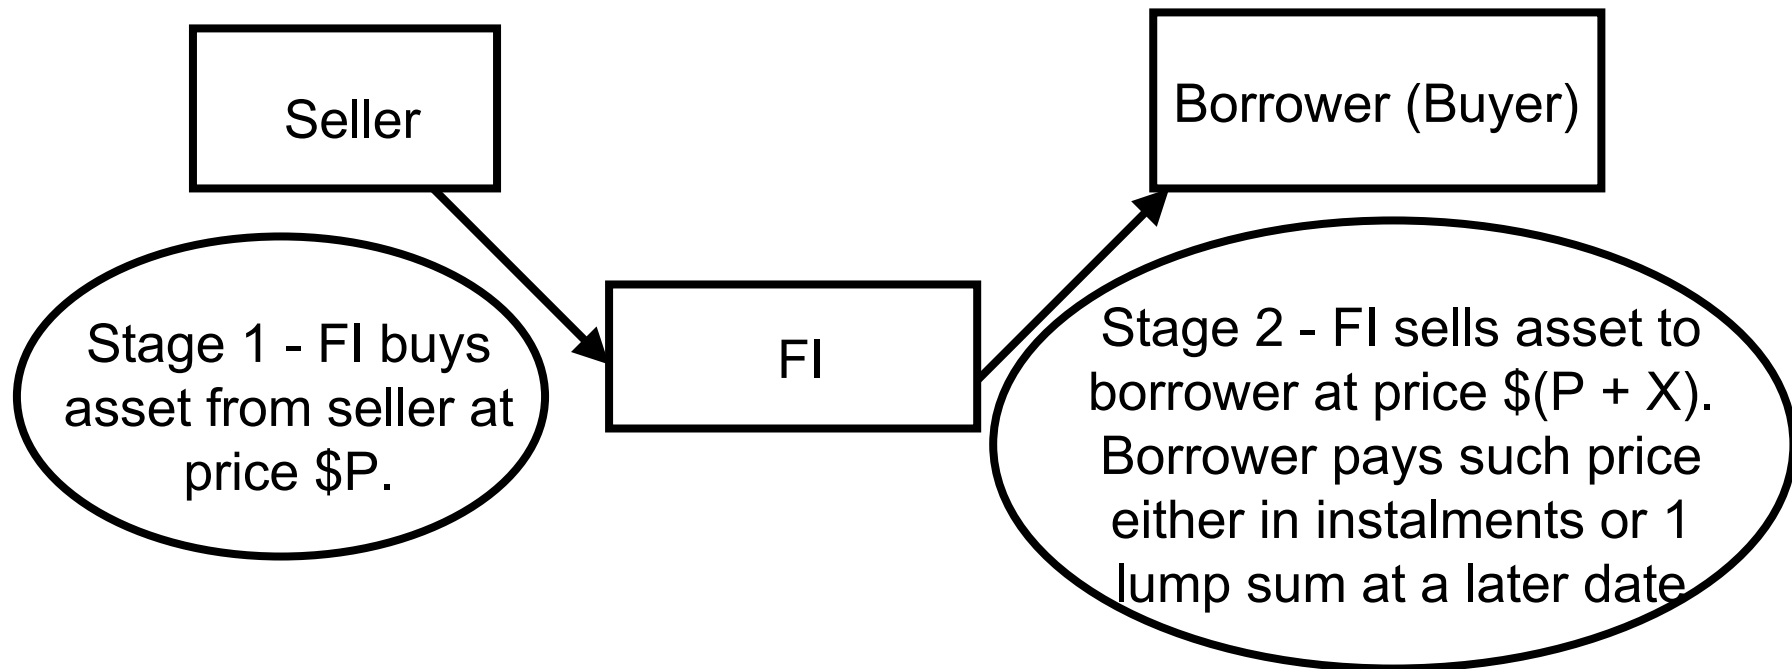 Seller
Borrower (Buyer)
FI
Stage 1 - FI buys
asset from seller at
price $P.
Stage 2 - FI sells asset to
borrower at price $(P + X).
Borrower pays such price
either in instalments or 1
lump sum at a later date